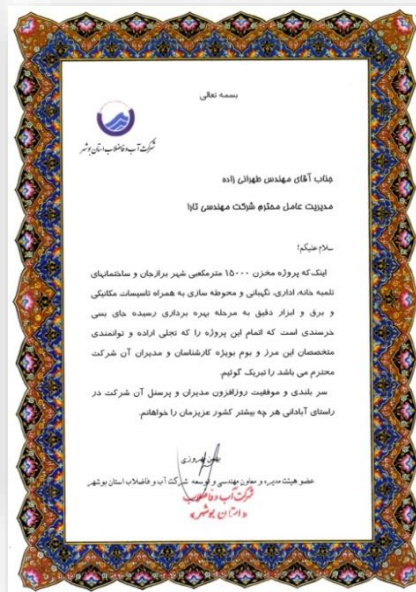 بسمه تعالی
شرکت آب و فاضلاب استان بوشهر
جناب آقای مهندس طهرانی زاده
مدیریت عامل محترم شرکت مهندسی تارا
سلام علیکم؛
اینک که پروژه مخزن ۱۵۰۰۰ مترمکعبی شهر برازجان و ساختمانهای
تلمبه خانه، اداری، نگهبانی و محوطه سازی به همراه تاسیسات مکانیکی
و برق و ابزار دقیق به مرحله بهره برداری رسیده جای بسی
خرسندی است که اتمام این پروژه را که تجلی اراده و توانمندی
متخصصان این مرز و بوم بویژه کارشناسان و مدیران آن شرکت
محترم می باشد را تبریک گوئیم.
سر بلندی و موفقیت روزافزون مدیران و پرسنل آن شرکت در
راستای آبادانی هر چه بیشتر کشور عزیزمان را خواهانم.
عضو هیئت مدیره و معاون مهندسی و توسعه شرکت آب و فاضلاب استان بوشهر
شرکت آب و فاضلاب
«استان بوشهر»